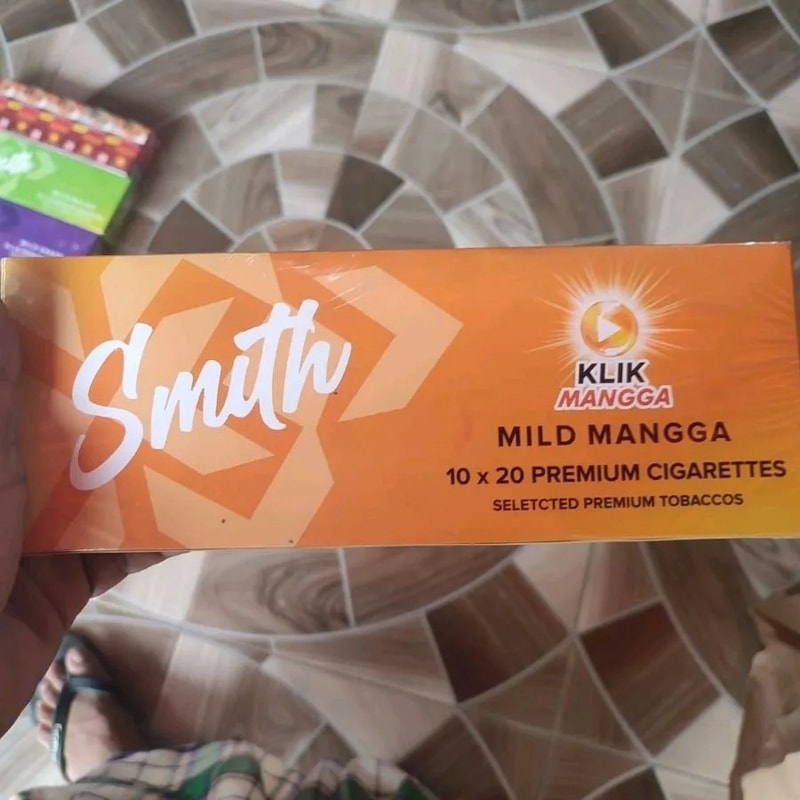 Smith
KLIK
MANGGA
MILD MANGGA
10 x 20 PREMIUM CIGARETTES
SELETCTED PREMIUM TOBACCOS